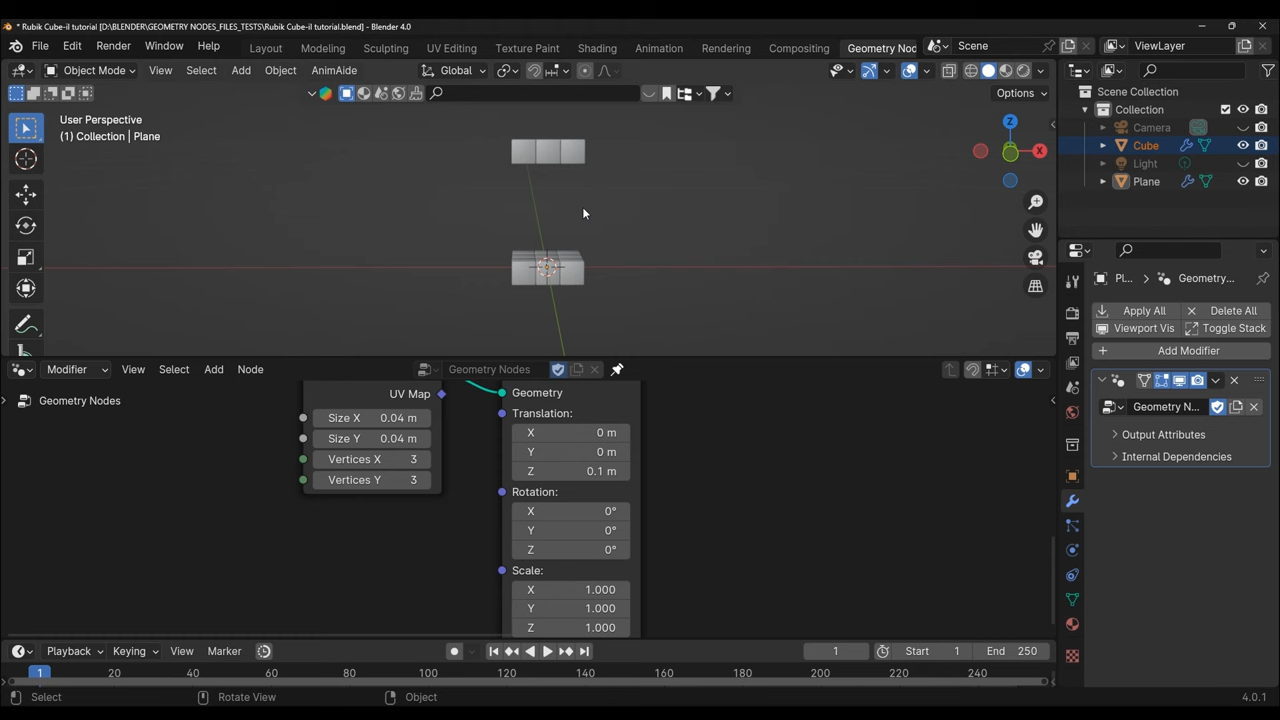 * Rubik Cube-il tutorial [D:\BLENDER\GEOMETRY NODES_FILES_TESTS\Rubik Cube-il tutorial.blend] - Blender 4.0
File Edit Render Window Help Layout Modeling Sculpting UV Editing Texture Paint Shading Animation Rendering Compositing Geometry Noc Scene ViewLayer
Object Mode View Select Add Object AnimAide Global
Options
User Perspective
(1) Collection | Plane
Z
X
Scene Collection
Collection
Camera
Cube
Light
Plane
Pl... Geometry...
Apply All Delete All
Viewport Vis Toggle Stack
Add Modifier
Geometry N...
Output Attributes
Internal Dependencies
Modifier View Select Add Node Geometry Nodes
Geometry Nodes
UV Map
Size X 0.04 m
Size Y 0.04 m
Vertices X 3
Vertices Y 3
Geometry
Translation:
X 0 m
Y 0 m
Z 0.1 m
Rotation:
X 0°
Y 0°
Z 0°
Scale:
X 1.000
Y 1.000
Z 1.000
Playback Keying View Marker 1 Start 1 End 250
1 20 40 60 80 100 120 140 160 180 200 220 240
Select Rotate View Object 4.0.1